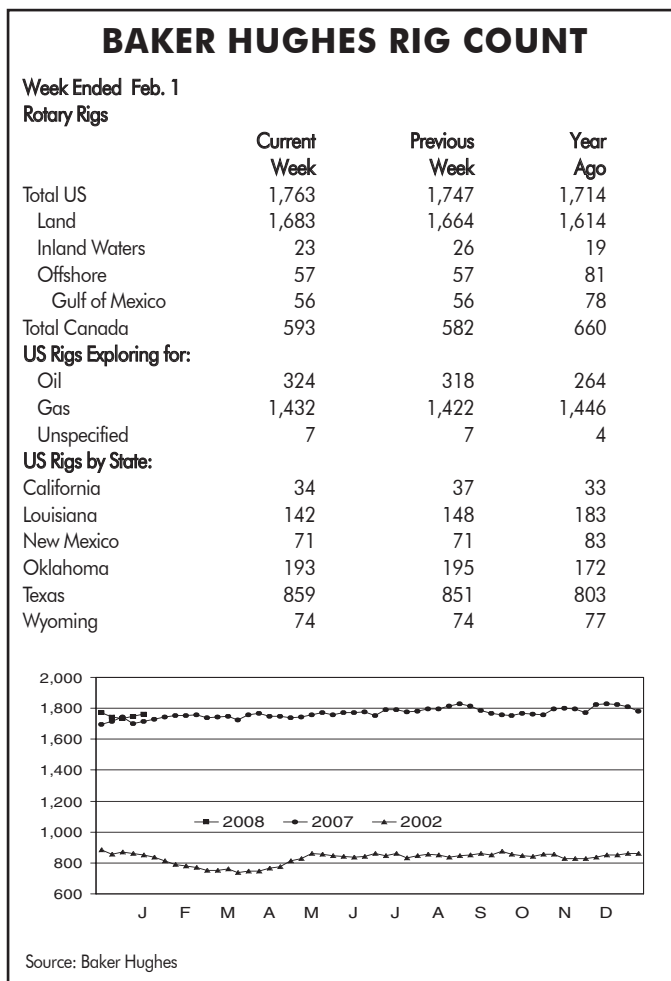 BAKER HUGHES RIG COUNT
Week Ended Feb. 1
Rotary Rigs
Current Previous Year
Week Week Ago
Total US 1,763 1,747 1,714
Land 1,683 1,664 1,614
Inland Waters 23 26 19
Offshore 57 57 81
Gulf of Mexico 56 56 78
Total Canada 593 582 660
US Rigs Exploring for:
Oil 324 318 264
Gas 1,432 1,422 1,446
Unspecified 7 7 4
US Rigs by State:
California 34 37 33
Louisiana 142 148 183
New Mexico 71 71 83
Oklahoma 193 195 172
Texas 859 851 803
Wyoming 74 74 77
2,000
1,800
1,600
1,400
1,200
1,000
800
600
2008 2007 2002
J F M A M J J A S O N D
Source: Baker Hughes